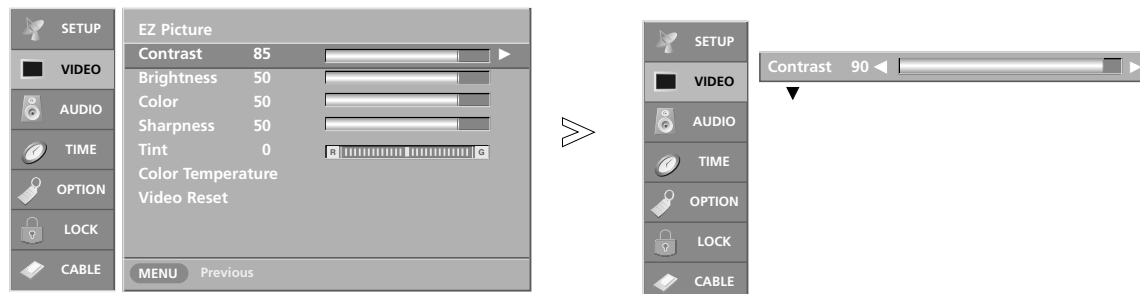 SETUP
VIDEO
AUDIO
TIME
OPTION
LOCK
CABLE
EZ Picture
Contrast 85 ►
Brightness 50
Color 50
Sharpness 50
Tint 0 R G
Color Temperature
Video Reset
MENU Previous
SETUP
VIDEO
AUDIO
TIME
OPTION
LOCK
CABLE
Contrast 90 ◄ ►
▼